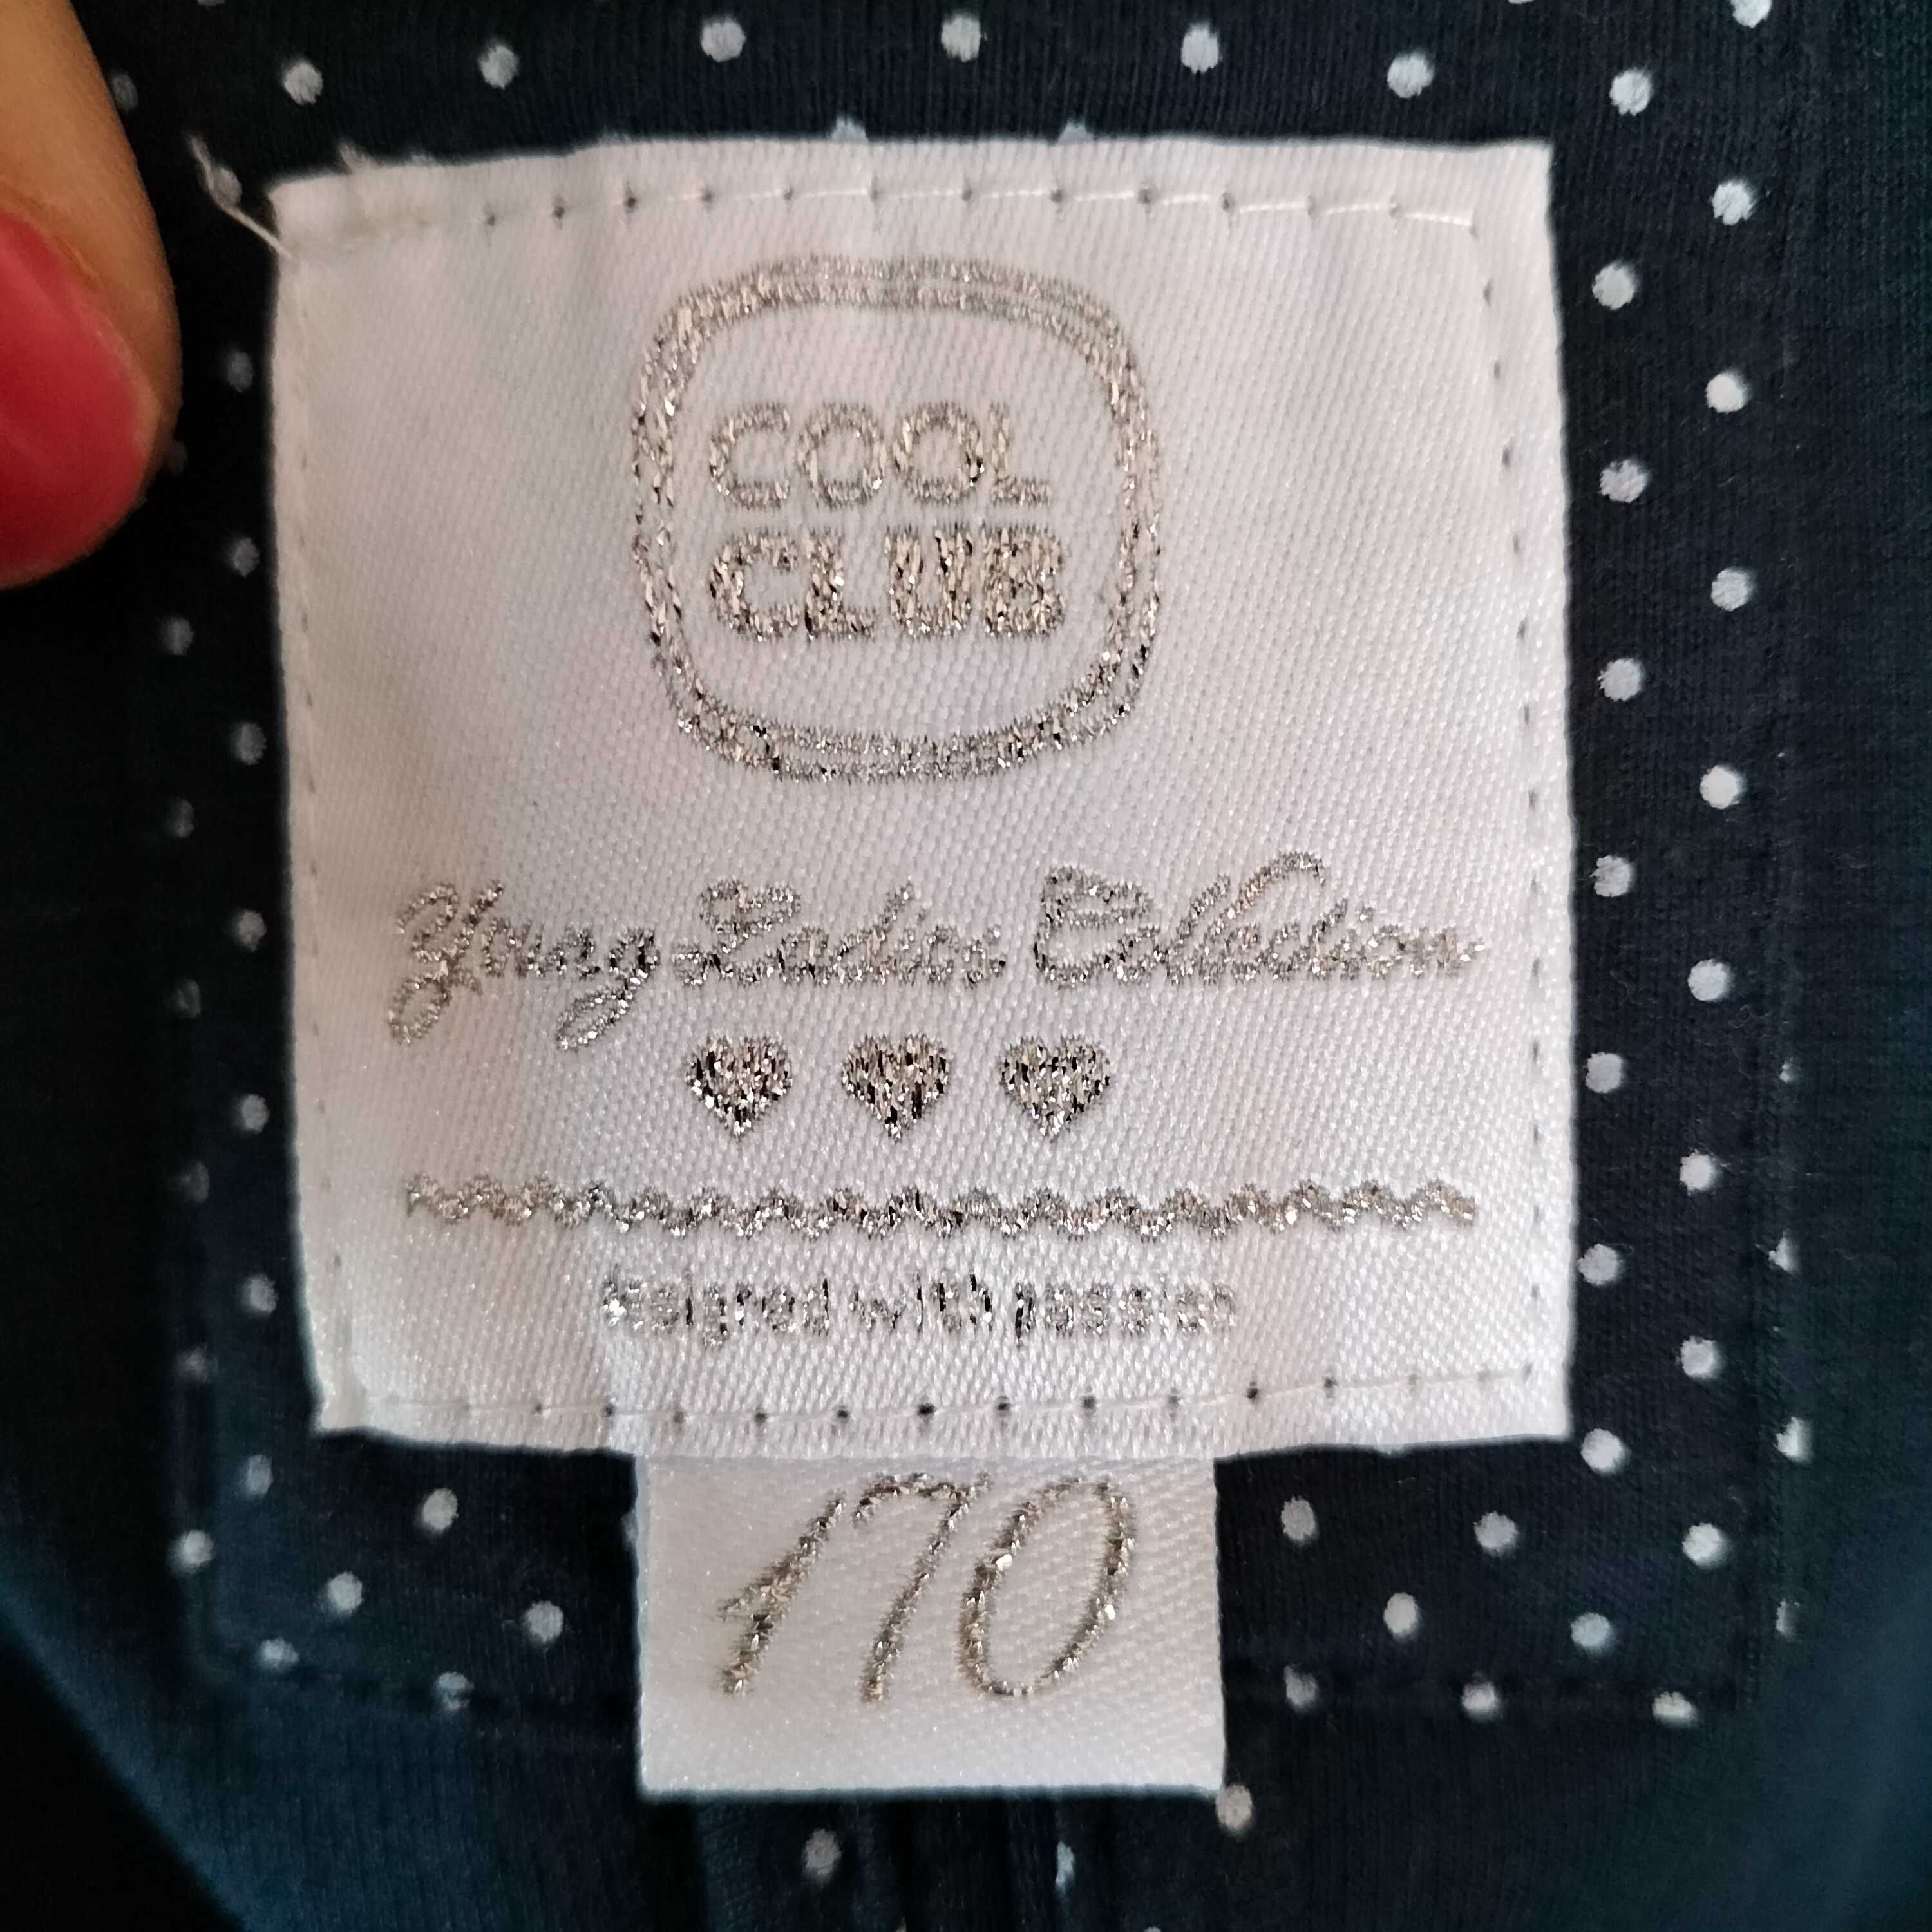 COOL
CLUB
Young Ladies Collection
designed with passion
170